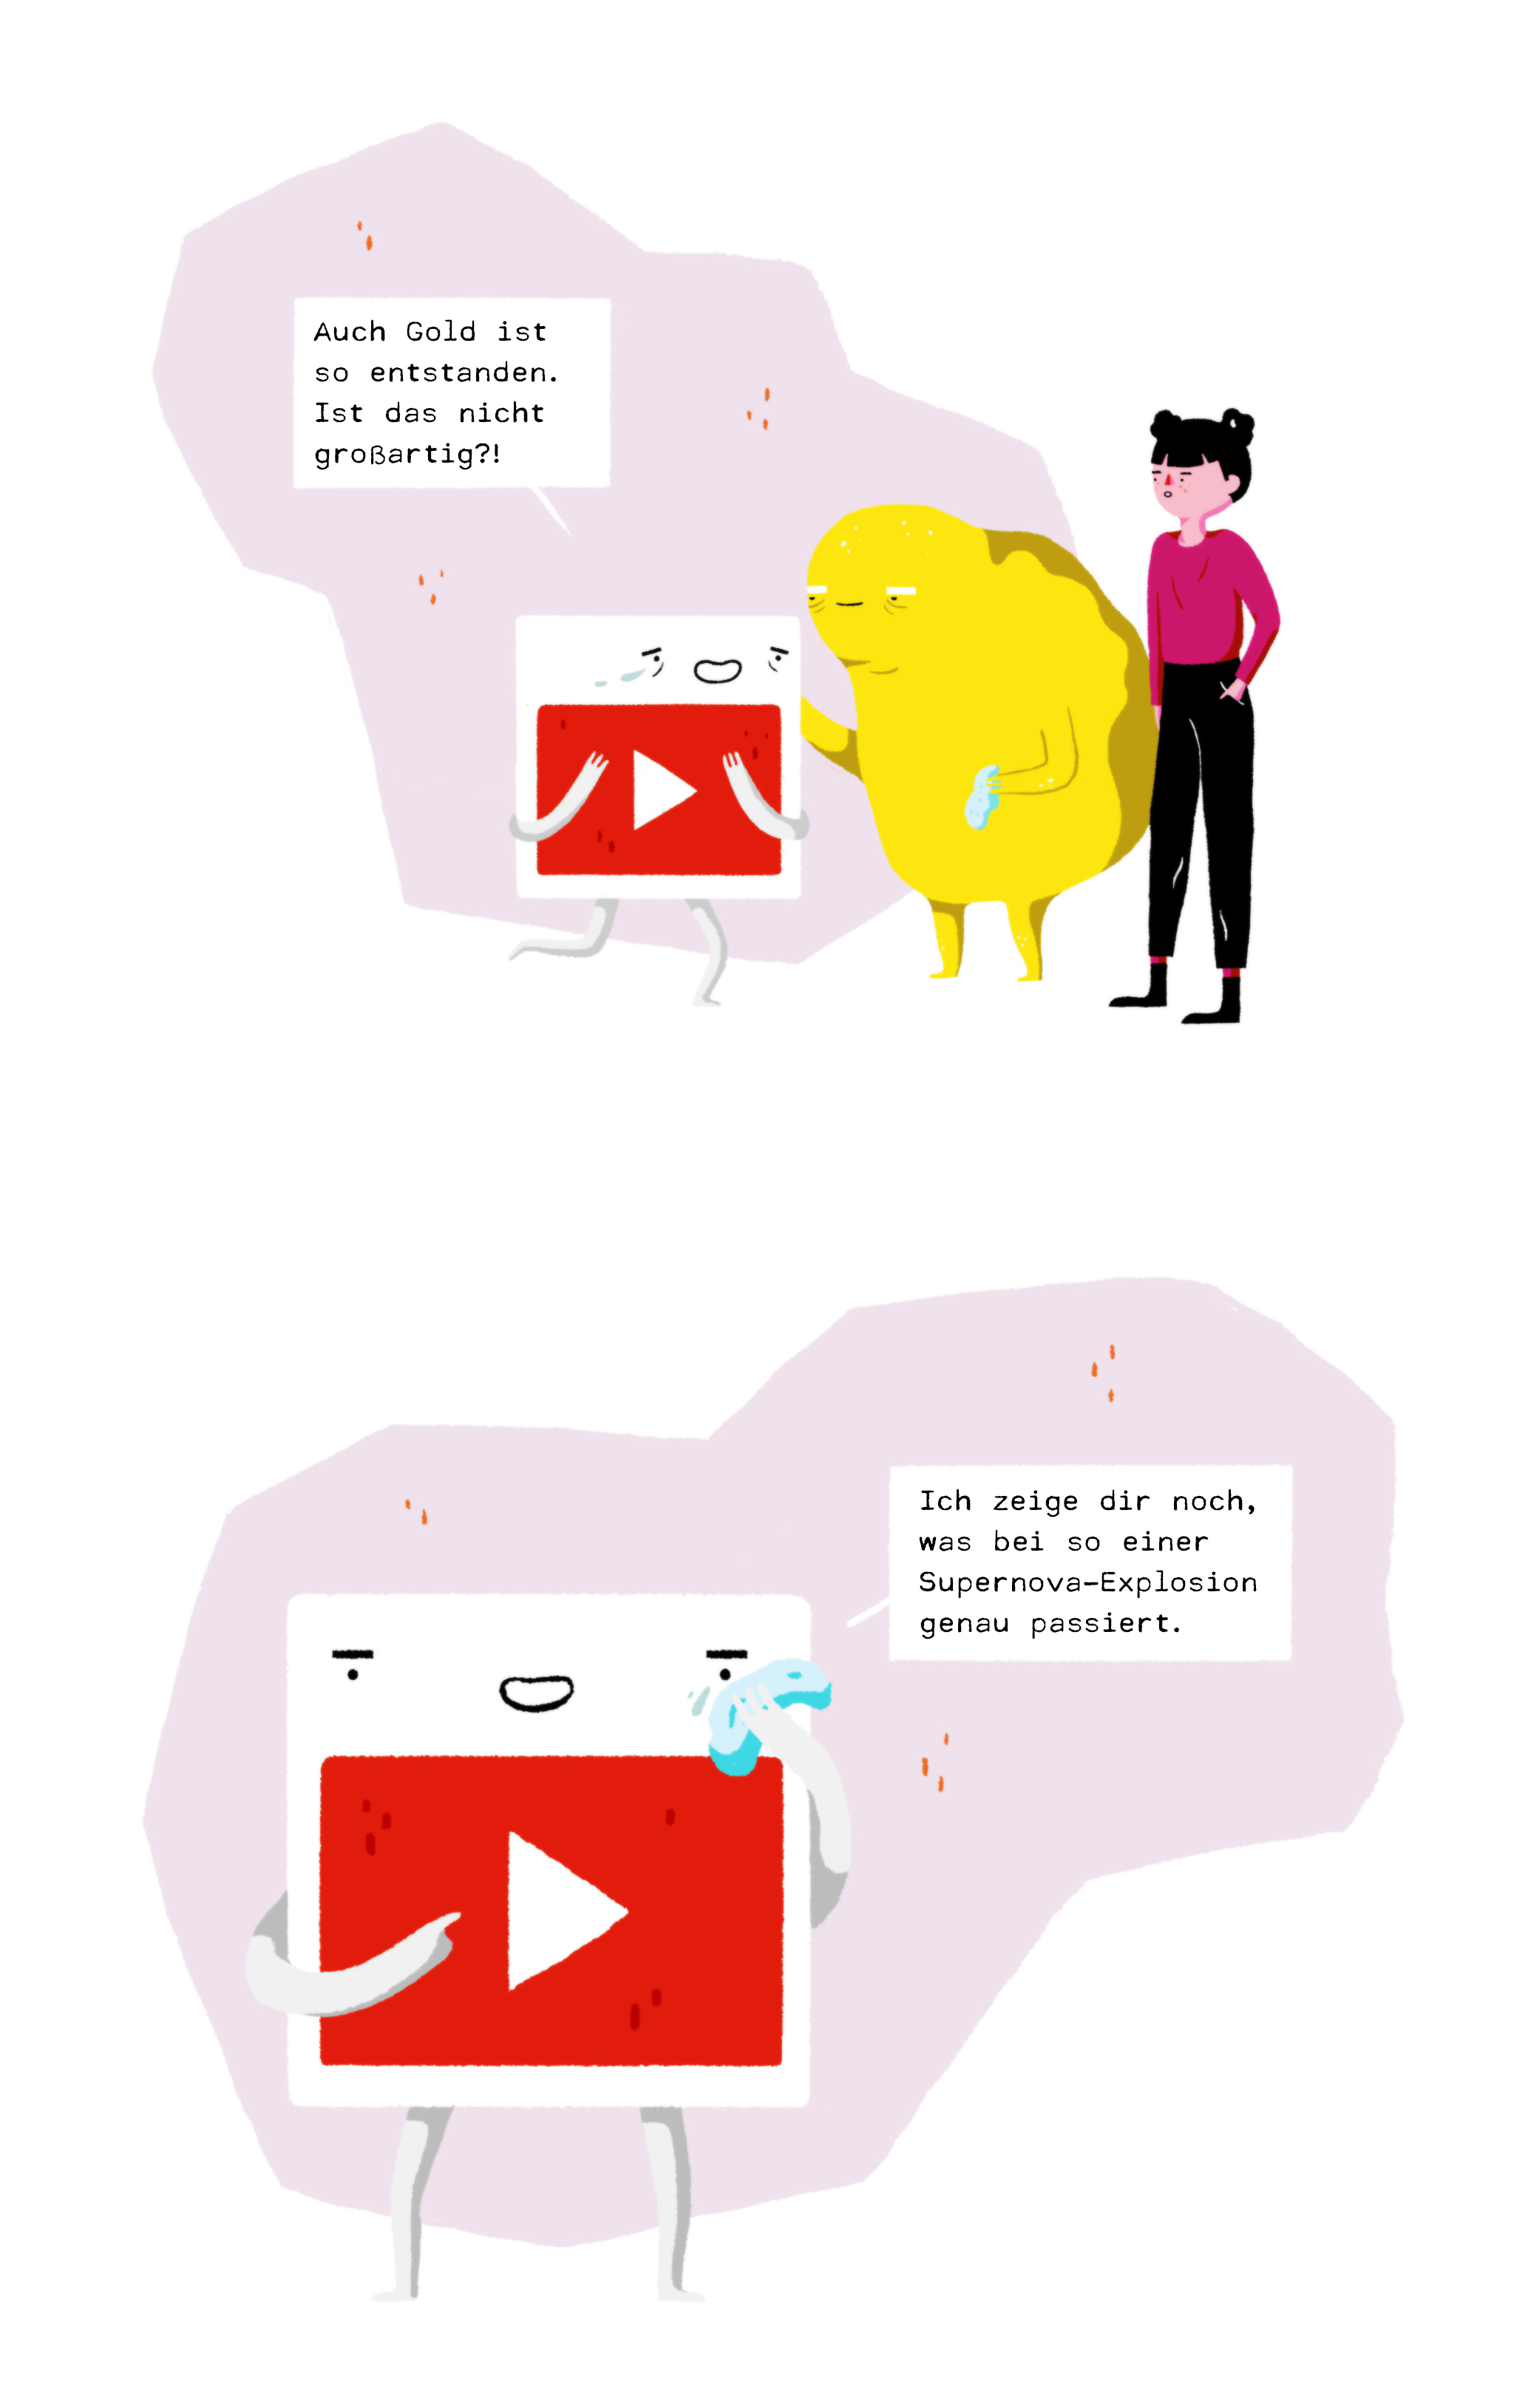 Auch Gold ist
so entstanden.
Ist das nicht
großartig?!
Ich zeige dir noch,
was bei so einer
Supernova-Explosion
genau passiert.